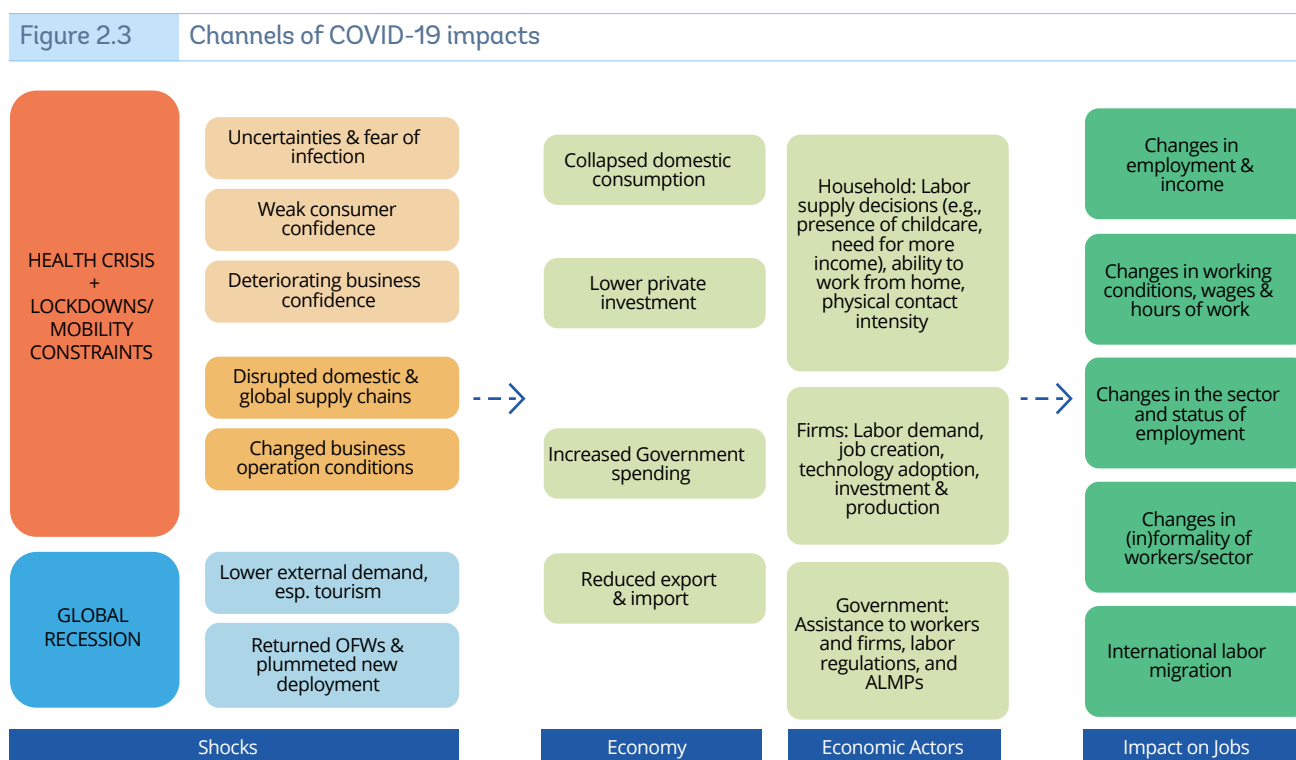 Figure 2.3
Channels of COVID-19 impacts
HEALTH CRISIS
+
LOCKDOWNS/
MOBILITY
CONSTRAINTS
GLOBAL
RECESSION
Uncertainties & fear of
infection
Weak consumer
confidence
Deteriorating business
confidence
Disrupted domestic &
global supply chains
Changed business
operation conditions
Lower external demand,
esp. tourism
Returned OFWs &
plummeted new
deployment
Shocks
Collapsed domestic
consumption
Lower private
investment
Increased Government
spending
Reduced export
& import
Economy
Household: Labor
supply decisions (e.g.,
presence of childcare,
need for more
income), ability to
work from home,
physical contact
intensity
Firms: Labor demand,
job creation,
technology adoption,
investment &
production
Government:
Assistance to workers
and firms, labor
regulations, and
ALMPs
Economic Actors
Changes in
employment &
income
Changes in working
conditions, wages &
hours of work
Changes in the sector
and status of
employment
Changes in
(in)formality of
workers/sector
International labor
migration
Impact on Jobs